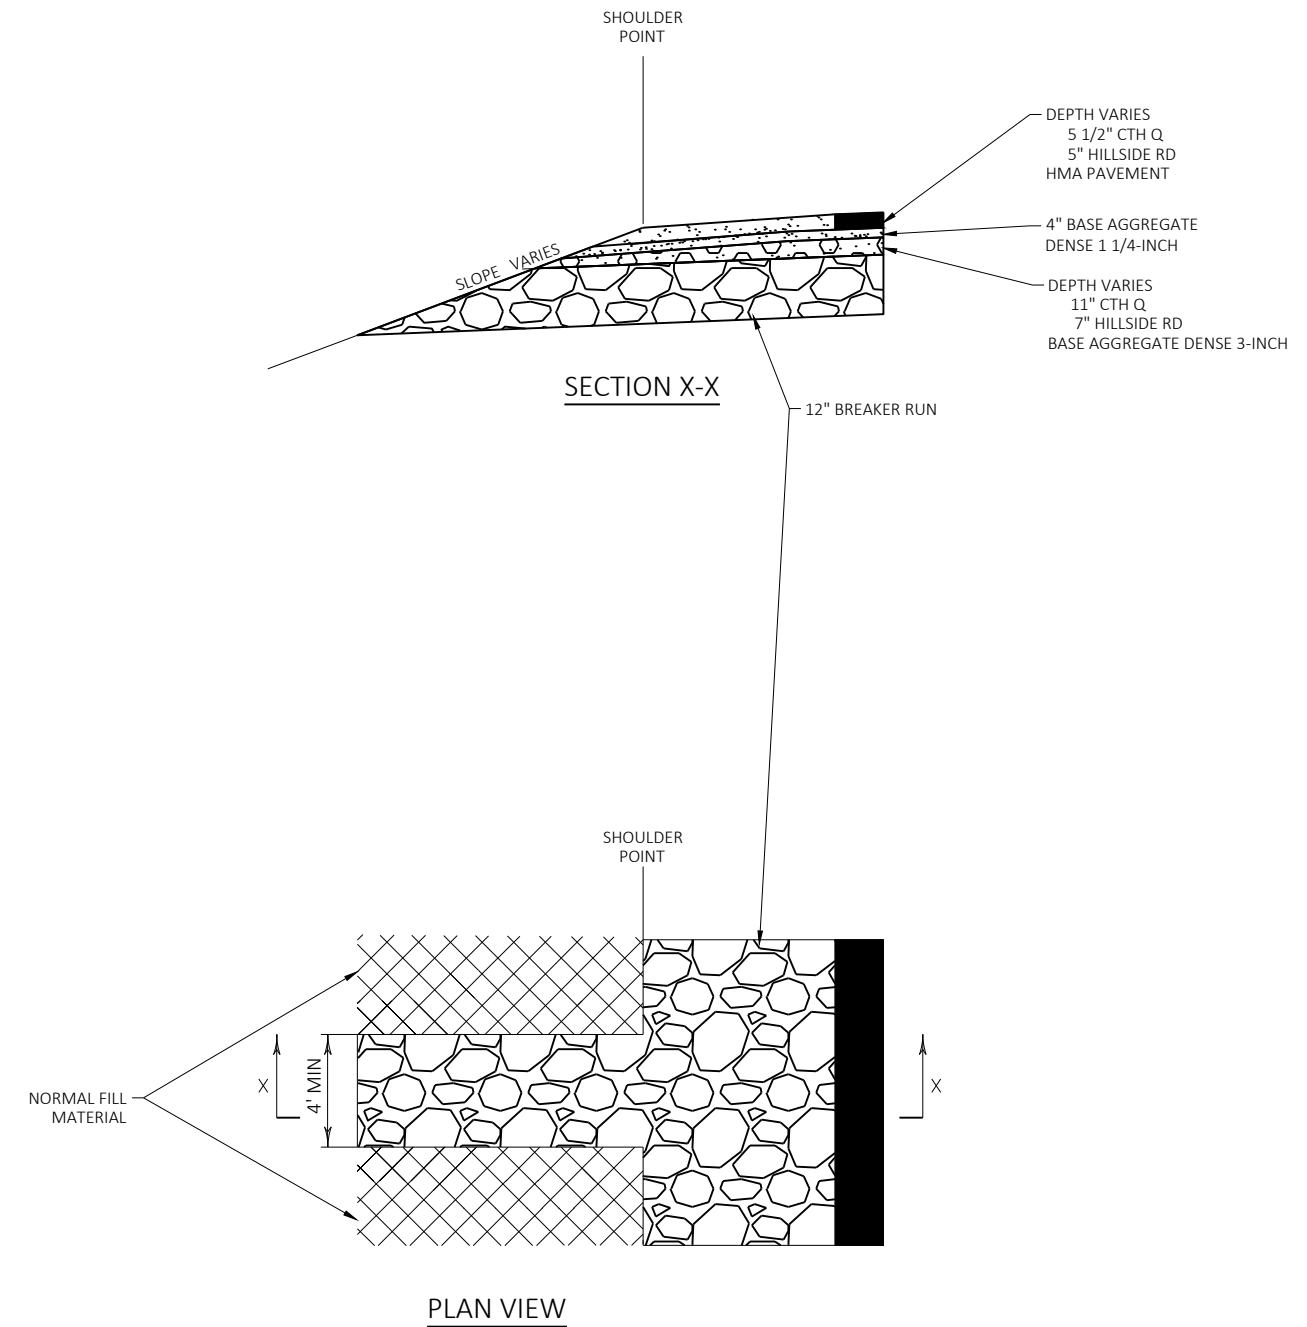 SHOULDER
POINT
DEPTH VARIES
5 1/2" CTH Q
5" HILLSIDE RD
HMA PAVEMENT
4" BASE AGGREGATE
DENSE 1 1/4-INCH
SLOPE VARIES
DEPTH VARIES
11" CTH Q
7" HILLSIDE RD
BASE AGGREGATE DENSE 3-INCH
SECTION X-X
12" BREAKER RUN
SHOULDER
POINT
X
4' MIN
X
NORMAL FILL
MATERIAL
PLAN VIEW